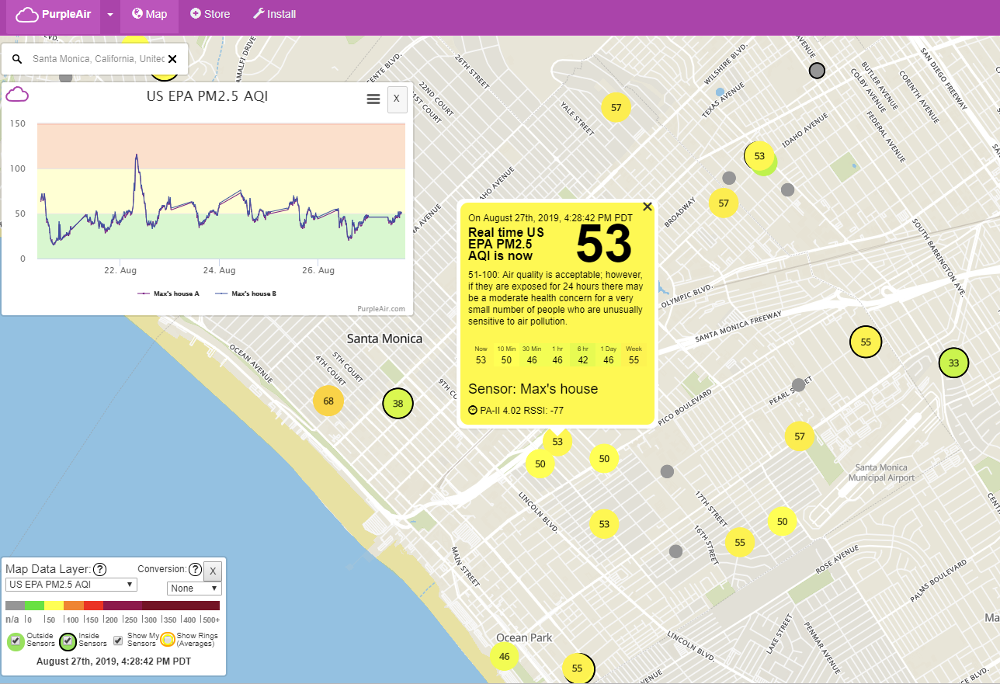 PurpleAir
Map
Store
Install
Santa Monica, California, Unitec
US EPA PM2.5 AQI
X
150
100
50
0
22. Aug
24. Aug
26. Aug
Max's house A
Max's house B
PurpleAir.com
AMALFI DRIVE
26TH STREET
22ND COURT
21ST COURT
YALE STREET
WILSHIRE BLVD.
TEXAS AVENUE
IDAHO AVENUE
BUTLER AVENUE
COLBY AVENUE
CORINTH AVENUE
FEDERAL AVENUE
SAN DIEGO FREEWAY
BROADWAY
SOUTH BARRINGTON AVE.
57
53
57
On August 27th, 2019, 4:28:42 PM PDT
Real time US
EPA PM2.5
AQI is now
53
51-100: Air quality is acceptable; however,
if they are exposed for 24 hours there may
be a moderate health concern for a very
small number of people who are unusually
sensitive to air pollution.
Now 10 Min 30 Min 1 hr 6 hr 1 Day Week
53 50 46 46 42 46 55
Sensor: Max's house
PA-II 4.02 RSSI: -77
OLYMPIC BLVD.
SANTA MONICA FREEWAY
Santa Monica
OCEAN AVENUE
5TH COURT
4TH COURT
55
33
68
38
PEARL STREET
PICO BOULEVARD
57
53
50
50
Santa Monica
Municipal Airport
LINCOLN BLVD.
17TH STREET
16TH STREET
53
50
55
MAIN STREET
ROSE AVENUE
PALMS BOULEVARD
LAKE STREET
PENMAR AVENUE
LINCOLN BLVD.
Ocean Park
46
55
Map Data Layer: ?
Conversion: ?
X
US EPA PM2.5 AQI
None
n/a 0 50 100 150 200 250 300 350 400 500+
Outside
Sensors
Inside
Sensors
Show My
Sensors
Show Rings
(Averages)
August 27th, 2019, 4:28:42 PM PDT